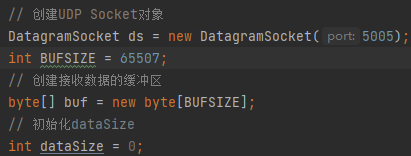 // 创建UDP Socket对象
DatagramSocket ds = new DatagramSocket( port: 5005);
int BUFSIZE = 65507;
// 创建接收数据的缓冲区
byte[] buf = new byte[BUFSIZE];
// 初始化dataSize
int dataSize = 0;